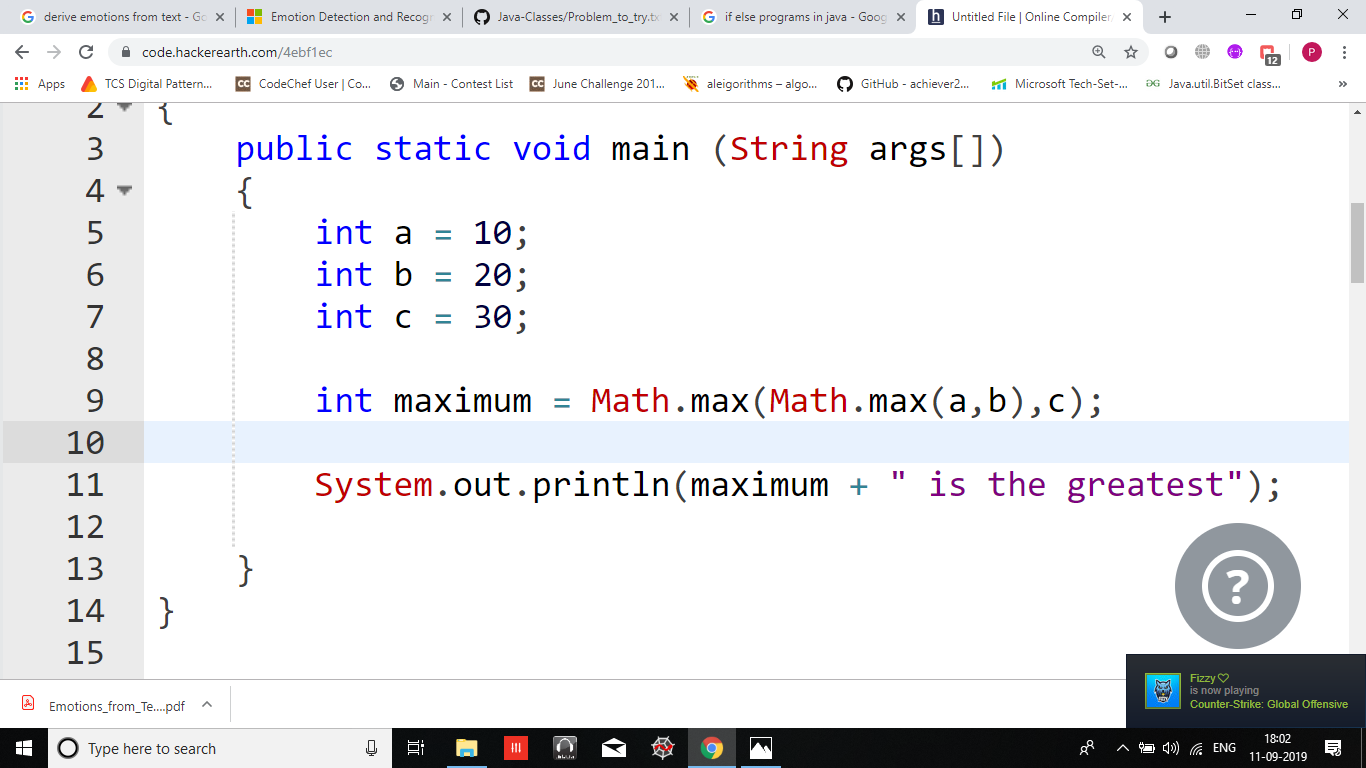 derive emotions from text - Go
Emotion Detection and Recogn
Java-Classes/Problem_to_try.tx
if else programs in java - Goog
Untitled File | Online Compiler
code.hackerearth.com/4ebf1ec
12
P
Apps
TCS Digital Pattern...
CC CodeChef User | Co...
Main - Contest List
CC June Challenge 201...
aleigorithms – algo...
GitHub - achiever2...
Microsoft Tech-Set-...
Java.util.BitSet class...
»
2 {
3 public static void main (String args[])
4 {
5 int a = 10;
6 int b = 20;
7 int c = 30;
8
9 int maximum = Math.max(Math.max(a,b),c);
10
11 System.out.println(maximum + " is the greatest");
12
13 }
14 }
15
?
Fizzy♡
is now playing
Counter-Strike: Global Offensive
Emotions_from_Te....pdf
Type here to search
ENG
18:02
11-09-2019